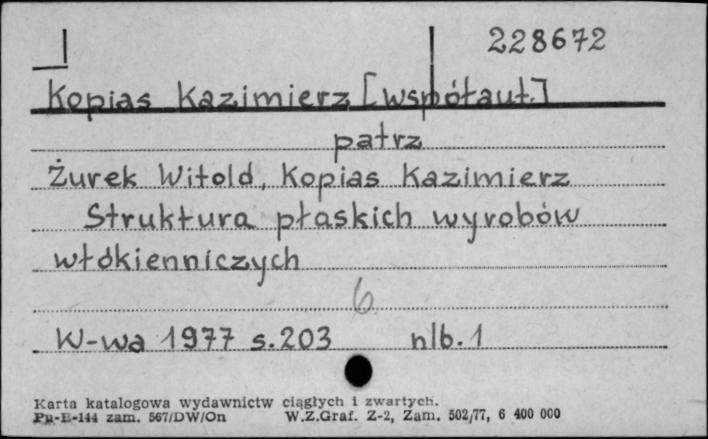 228672
Kopias Kazimierz [współaut.]
patrz
Żurek Witold, Kopias Kazimierz
Struktura płaskich wyrobów
włókienniczych
6
W-wa 1977 s.203 nlb.1
Karta katalogowa wydawnictw ciągłych i zwartych.
Pu-E-144 zam. 567/DW/On W.Z.Graf. Z-2, Zam. 502/77, 6 400 000